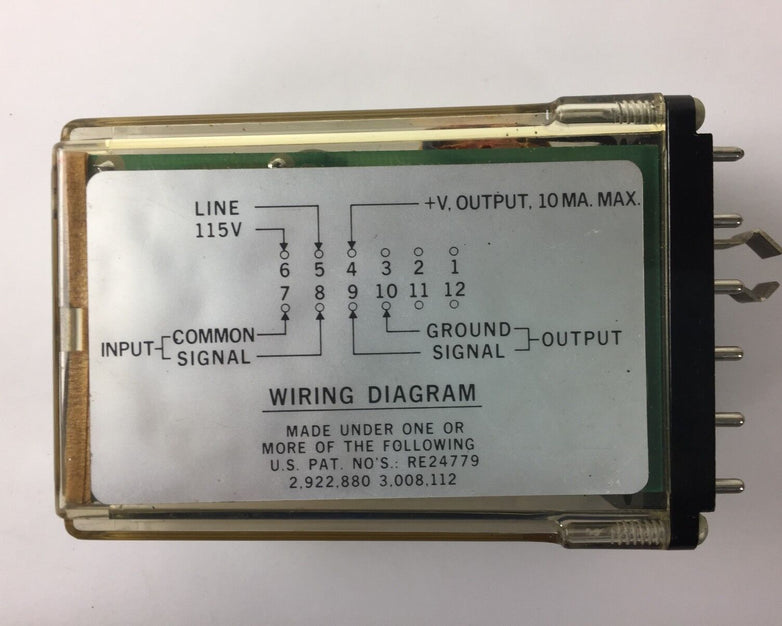 LINE
115V
+V, OUTPUT, 10 MA. MAX.
6 5 4 3 2 1
7 8 9 10 11 12
INPUT COMMON
SIGNAL
GROUND
SIGNAL
OUTPUT
WIRING DIAGRAM
MADE UNDER ONE OR
MORE OF THE FOLLOWING
U.S. PAT. NO'S.: RE24779
2,922,880 3,008,112